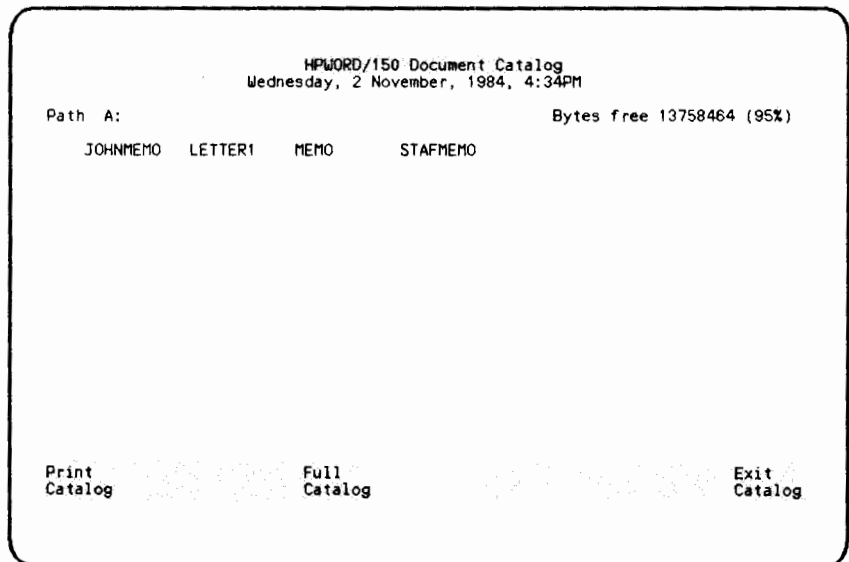 HPWORD/150 Document Catalog
Wednesday, 2 November, 1984, 4:34PM
Path A: Bytes free 13758464 (95%)
JOHNMEMO LETTER1 MEMO STAFMEMO
Print Full Exit
Catalog Catalog Catalog